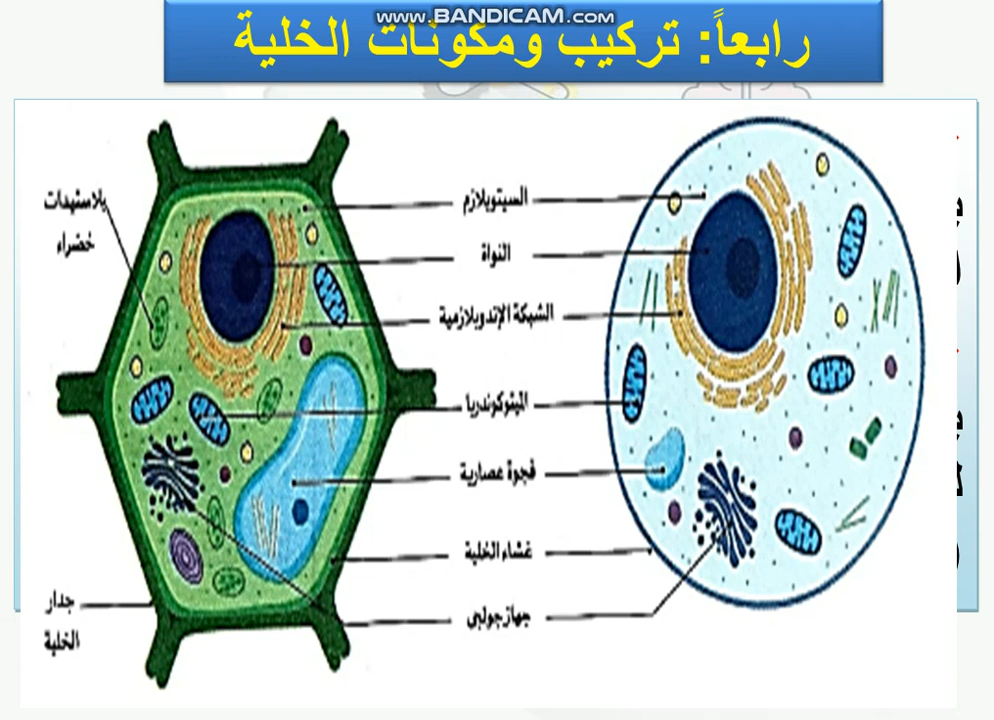 www.BANDICAM.com
رابعاً: تركيب ومكونات الخلية
السيتوبلازم
بلاستيدات
خضراء
النواة
الشبكة الإندوبلازمية
الميتوكوندريا
فجوة عصارية
غشاء الخلية
جدار
الخلية
جهاز جولجى